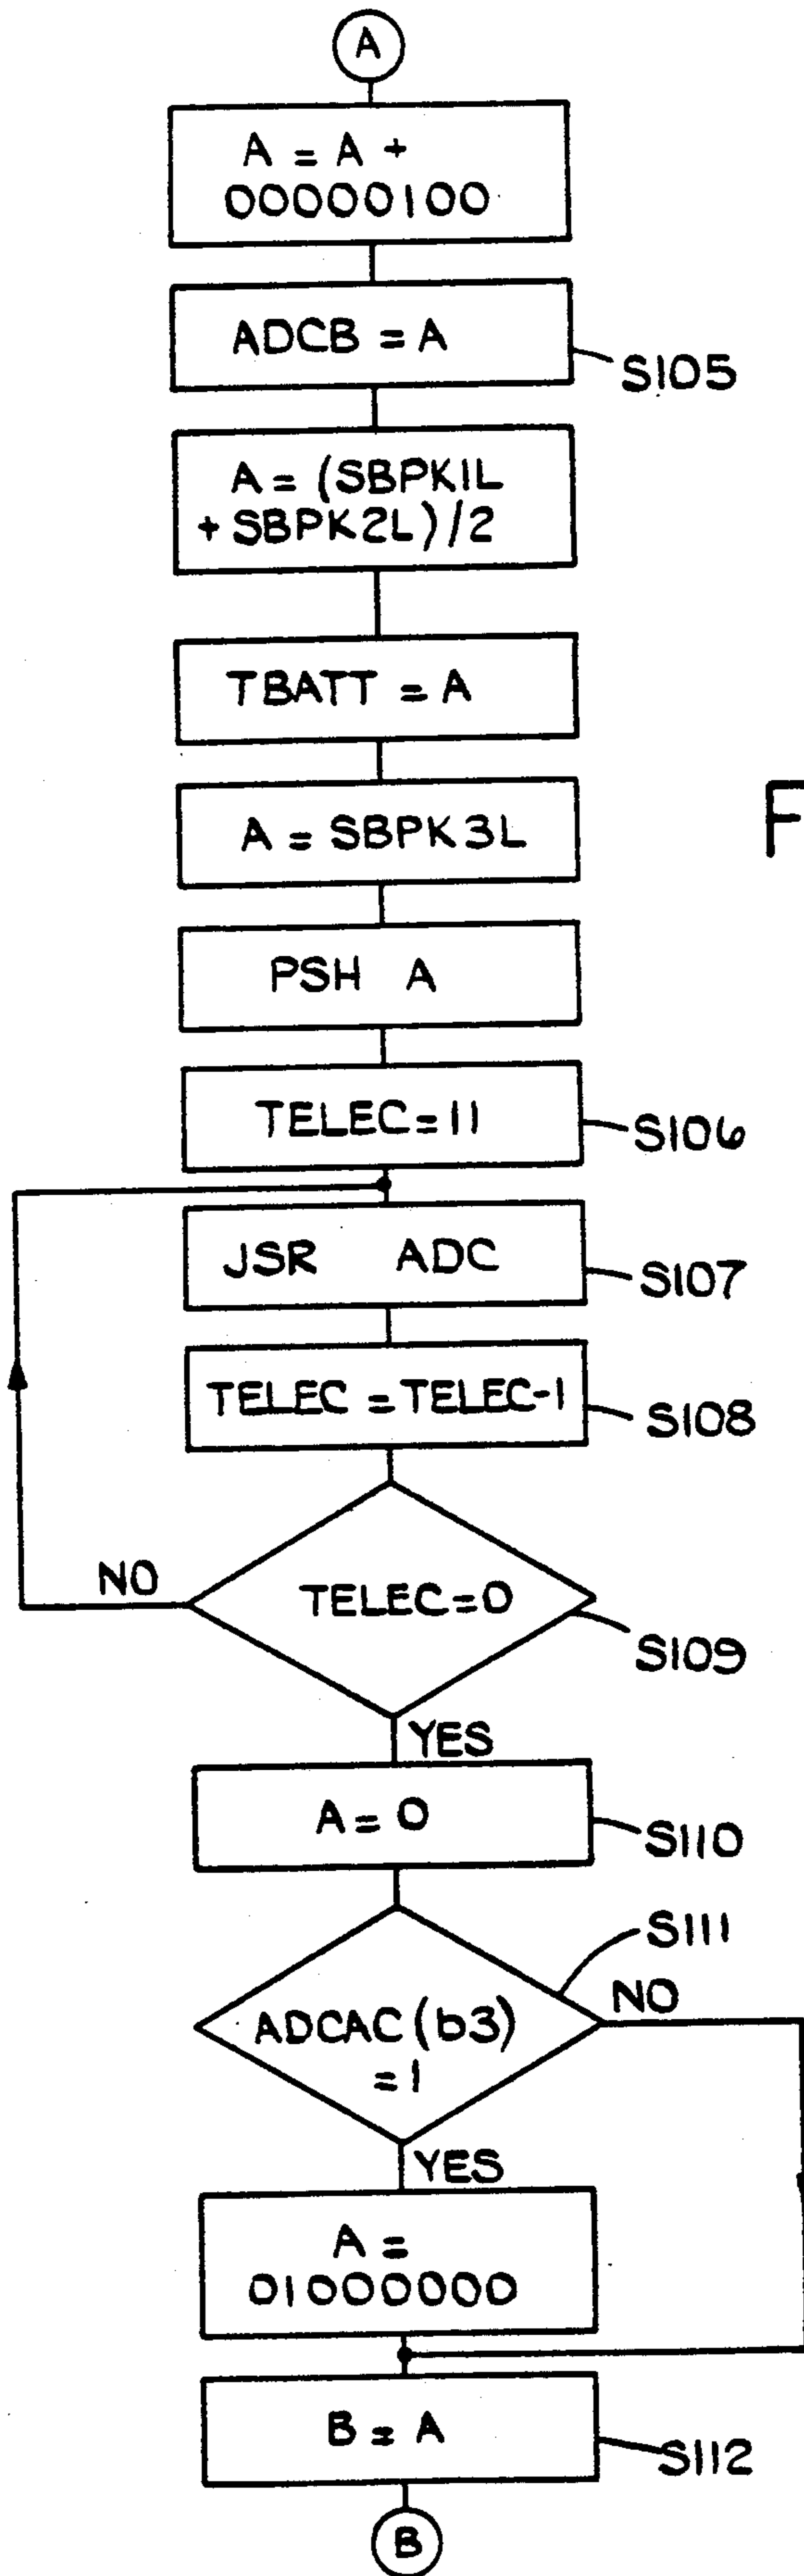 A
A = A +
00000100
ADCB = A
S105
A = (SBPK1L
+ SBPK2L)/2
TBATT = A
A = SBPK3L
F
PSH A
TELEC=11
S106
JSR ADC
S107
TELEC = TELEC-1
S108
NO
TELEC=0
S109
YES
A = 0
S110
S111
NO
ADCAC(b3)
=1
YES
A =
01000000
B = A
S112
B